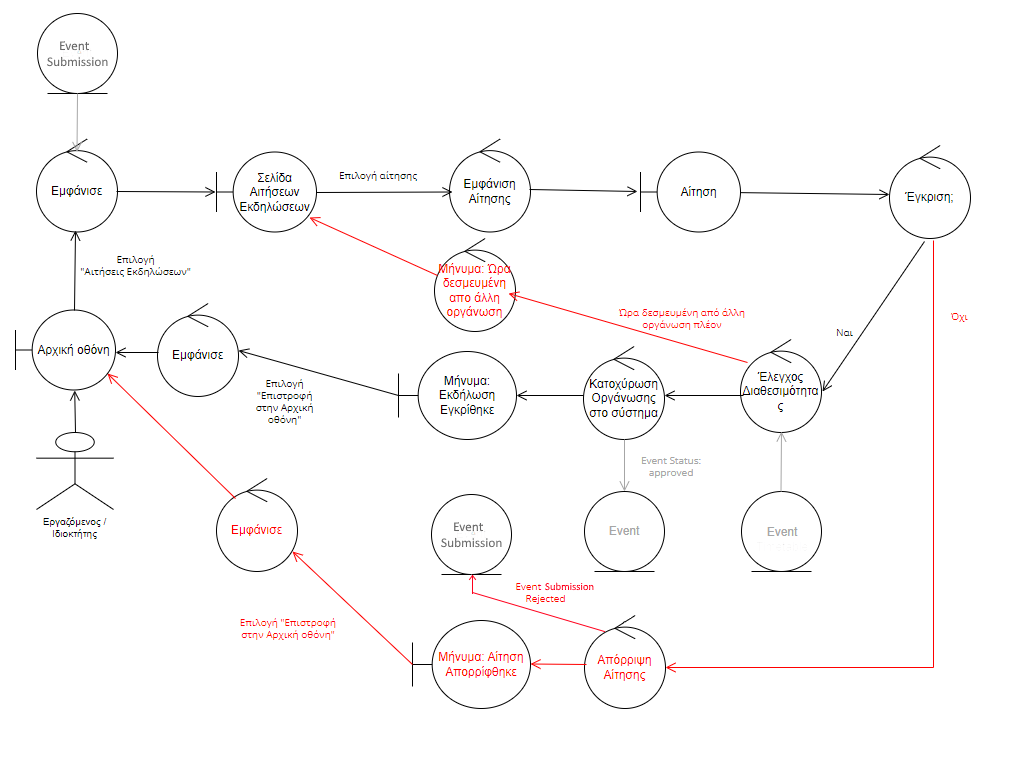 Event
Submission
Εμφάνισε
Σελίδα
Αιτήσεων
Εκδηλώσεων
Επιλογή αίτησης
Εμφάνιση
Αίτησης
Αίτηση
Έγκριση;
Επιλογή
"Αιτήσεις Εκδηλώσεων"
Μήνυμα: Ώρα
δεσμευμένη
απο άλλη
οργάνωση
Ώρα δεσμευμένη από άλλη
οργάνωση πλέον
Όχι
Ναι
Αρχική οθόνη
Εμφάνισε
Επιλογή
"Επιστροφή
στην Αρχική
οθόνη"
Μήνυμα:
Εκδήλωση
Εγκρίθηκε
Κατοχύρωση
Οργάνωσης
στο σύστημα
Έλεγχος
Διαθεσιμότητα
ς
Event Status:
approved
Εργαζόμενος /
Ιδιοκτήτης
Εμφάνισε
Event
Submission
Event
Event
Event Submission
Rejected
Επιλογή "Επιστροφή
στην Αρχική οθόνη"
Μήνυμα: Αίτηση
Απορρίφθηκε
Απόρριψη
Αίτησης